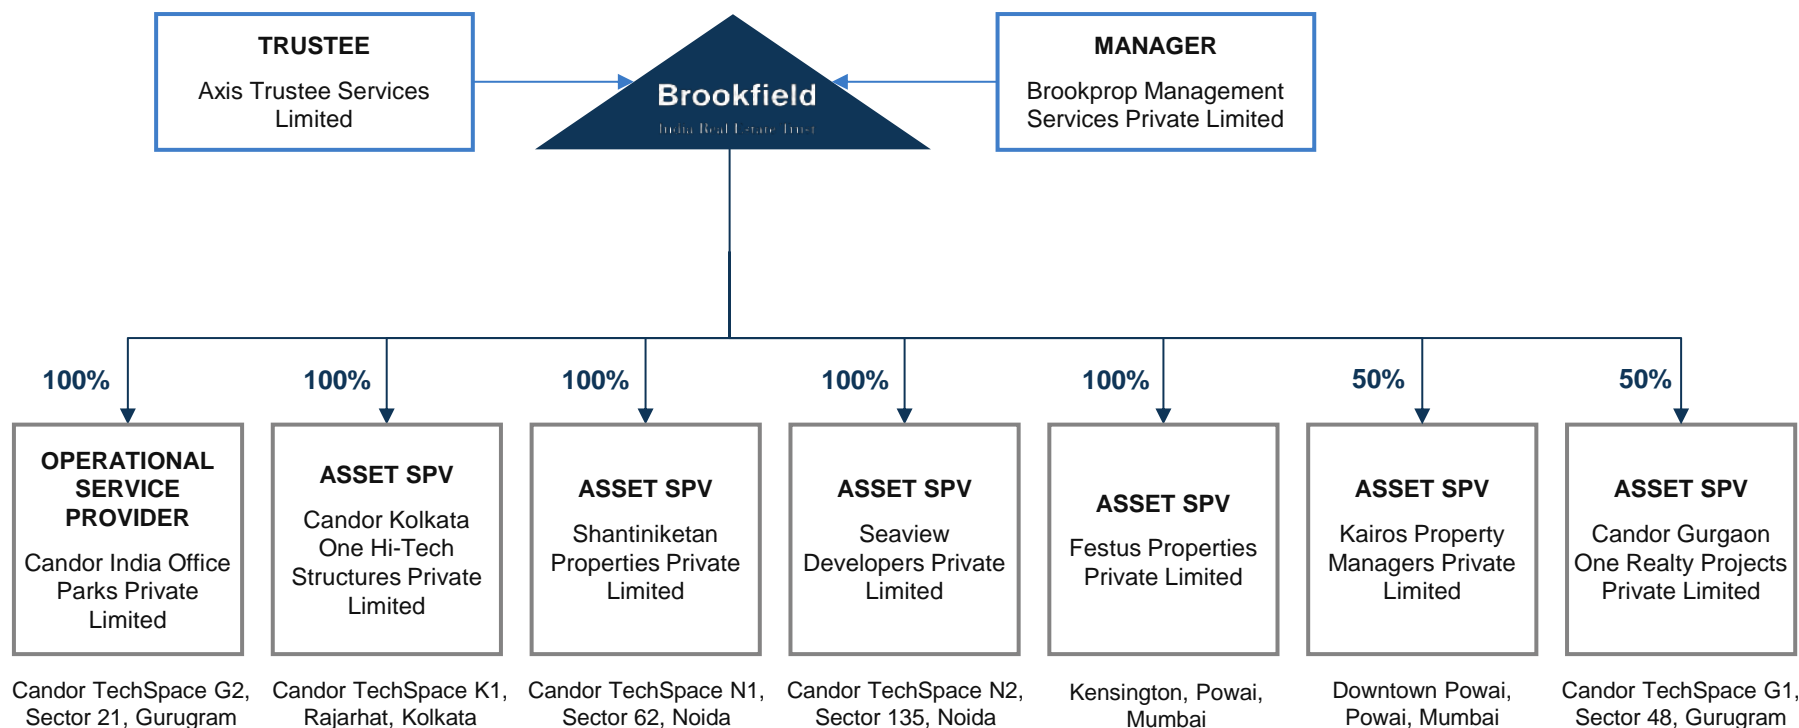 TRUSTEE
Axis Trustee Services
Limited
Brookfield
India Real Estate Trust
MANAGER
Brookprop Management
Services Private Limited
100%
100%
100%
100%
100%
50%
50%
OPERATIONAL
SERVICE
PROVIDER
Candor India Office
Parks Private
Limited
ASSET SPV
Candor Kolkata
One Hi-Tech
Structures Private
Limited
ASSET SPV
Shantiniketan
Properties Private
Limited
ASSET SPV
Seaview
Developers Private
Limited
ASSET SPV
Festus Properties
Private Limited
ASSET SPV
Kairos Property
Managers Private
Limited
ASSET SPV
Candor Gurgaon
One Realty Projects
Private Limited
Candor TechSpace G2,
Sector 21, Gurugram
Candor TechSpace K1,
Rajarhat, Kolkata
Candor TechSpace N1,
Sector 62, Noida
Candor TechSpace N2,
Sector 135, Noida
Kensington, Powai,
Mumbai
Downtown Powai,
Powai, Mumbai
Candor TechSpace G1,
Sector 48, Gurugram